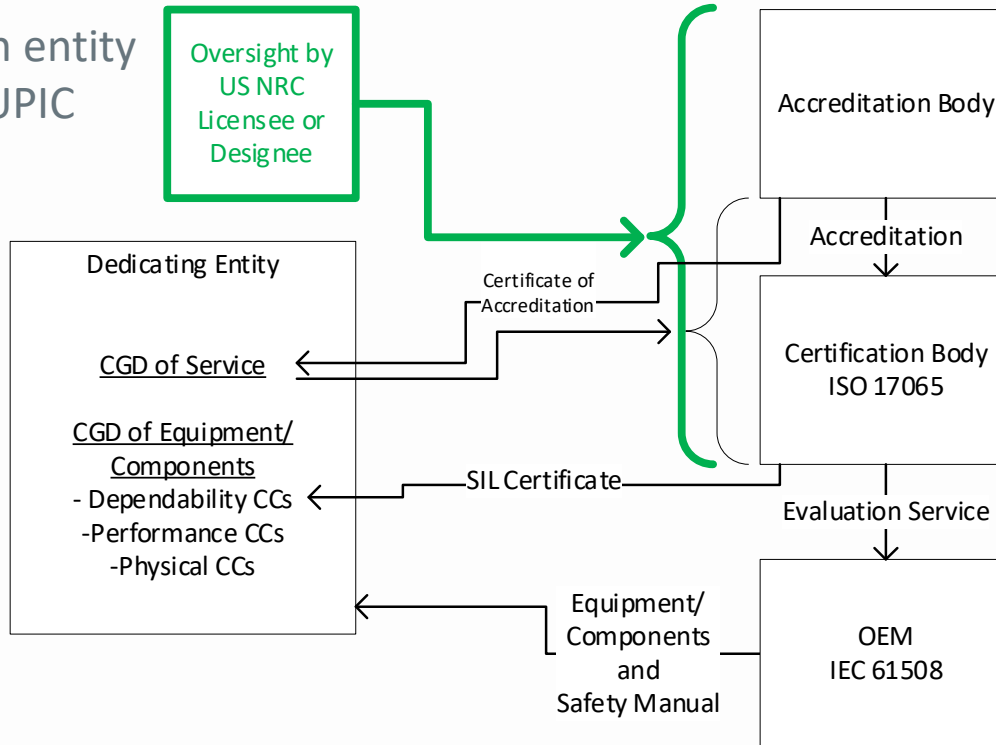 entity
UPIC
Oversight by
US NRC
Licensee or
Designee
Accreditation Body
Accreditation
Dedicating Entity
Certificate of
Accreditation
CGD of Service
Certification Body
ISO 17065
CGD of Equipment/
Components
- Dependability CCs
-Performance CCs
-Physical CCs
SIL Certificate
Evaluation Service
Equipment/
Components
and
Safety Manual
OEM
IEC 61508